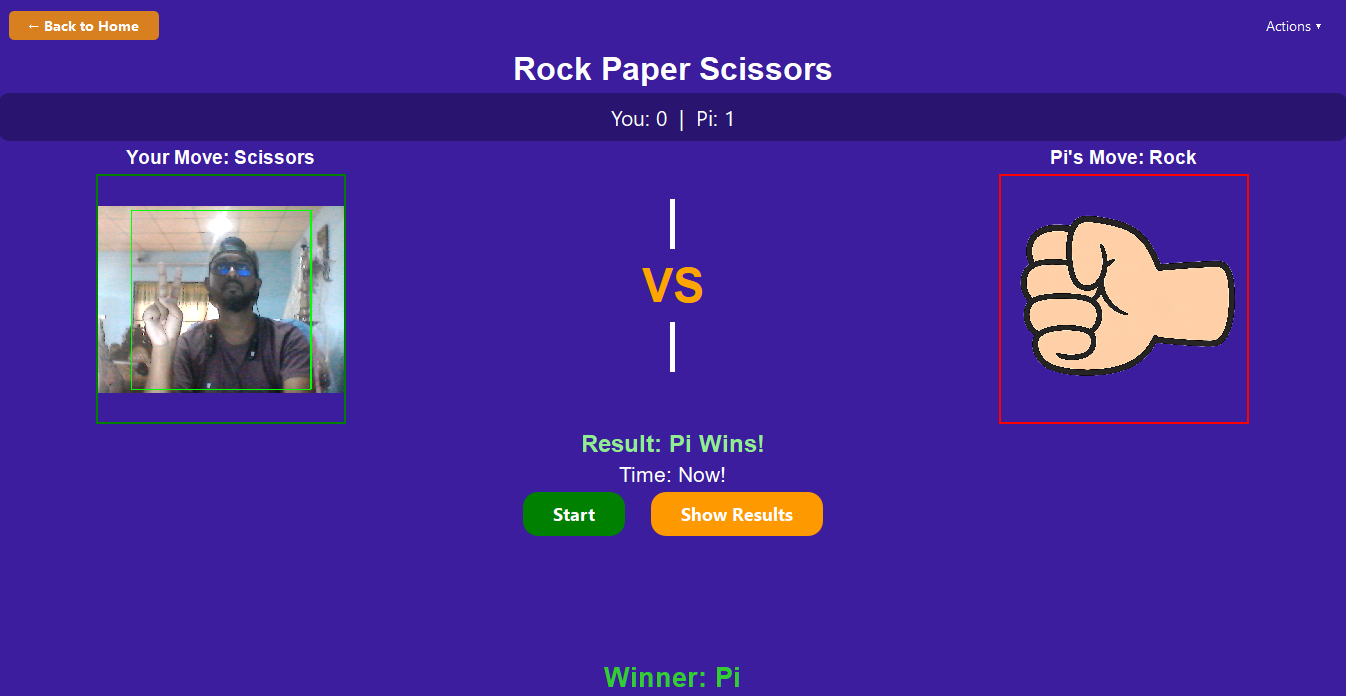 ← Back to Home
Actions ▾
Rock Paper Scissors
You: 0 | Pi: 1
Your Move: Scissors
Pi's Move: Rock
VS
Result: Pi Wins!
Time: Now!
Start
Show Results
Winner: Pi